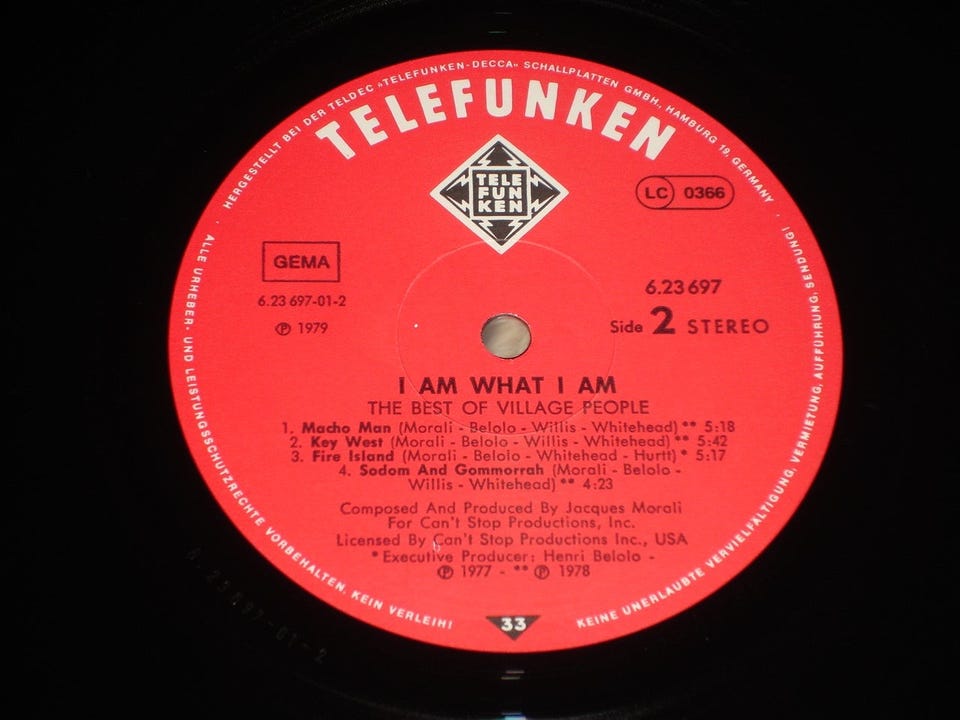 HERGESTELLT BEI DER TELDEC »TELEFUNKEN-DECCA« SCHALLPLATTEN GMBH., HAMBURG 19, GERMANY
TELEFUNKEN
TELE
FUN
KEN
LC 0366
GEMA
6.23 697-01-2
℗ 1979
6.23 697
Side 2 STEREO
I AM WHAT I AM
THE BEST OF VILLAGE PEOPLE
1. Macho Man (Morali - Belolo - Willis - Whitehead) ** 5:18
2. Key West (Morali - Belolo - Willis - Whitehead) ** 5:42
3. Fire Island (Morali - Belolo - Whitehead - Hurtt) * 5:17
4. Sodom And Gommorrah (Morali - Belolo -
Willis - Whitehead) ** 4:23
Composed And Produced By Jacques Morali
For Can't Stop Productions, Inc.
Licensed By Can't Stop Productions Inc., USA
* Executive Producer: Henri Belolo -
℗ 1977 - ** ℗ 1978
33
· ALLE URHEBER- UND LEISTUNGSSCHUTZRECHTE VORBEHALTEN, KEIN VERLEIH!
KEINE UNERLAUBTE VERVIELFÄLTIGUNG, VERMIETUNG, AUFFÜHRUNG, SENDUNG! ·